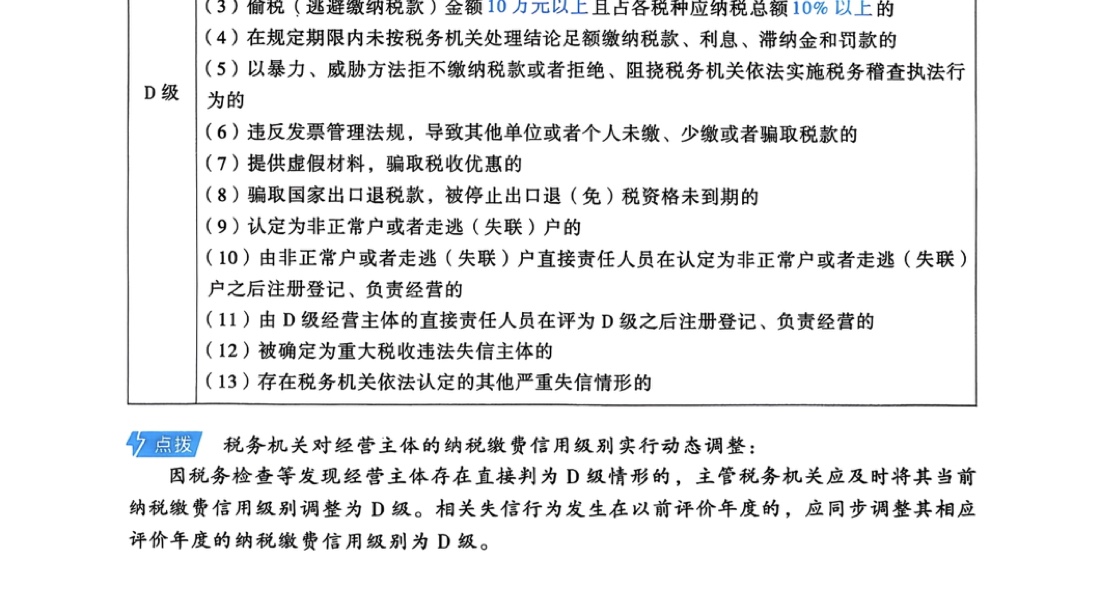 (3)偷税(逃避缴纳税款)金额10万元以上且占各税种应纳税总额10%以上的
(4)在规定期限内未按税务机关处理结论足额缴纳税款、利息、滞纳金和罚款的
(5)以暴力、威胁方法拒不缴纳税款或者拒绝、阻挠税务机关依法实施税务稽查执法行
D级
为的
(6)违反发票管理法规,导致其他单位或者个人未缴、少缴或者骗取税款的
(7)提供虚假材料,骗取税收优惠的
(8)骗取国家出口退税款,被停止出口退(免)税资格未到期的
(9)认定为非正常户或者走逃(失联)户的
(10)由非正常户或者走逃(失联)户直接责任人员在认定为非正常户或者走逃(失联)
户之后注册登记、负责经营的
(11)由D级经营主体的直接责任人员在评为D级之后注册登记、负责经营的
(12)被确定为重大税收违法失信主体的
(13)存在税务机关依法认定的其他严重失信情形的
点拨 税务机关对经营主体的纳税缴费信用级别实行动态调整:
因税务检查等发现经营主体存在直接判为D级情形的,主管税务机关应及时将其当前
纳税缴费信用级别调整为D级。相关失信行为发生在以前评价年度的,应同步调整其相应
评价年度的纳税缴费信用级别为D级。